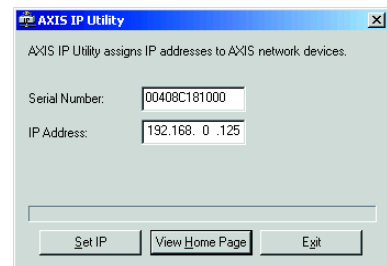 AXIS IP Utility
AXIS IP Utility assigns IP addresses to AXIS network devices.
Serial Number: 00408C181000
IP Address: 192.168. 0 .125
Set IP View Home Page Exit